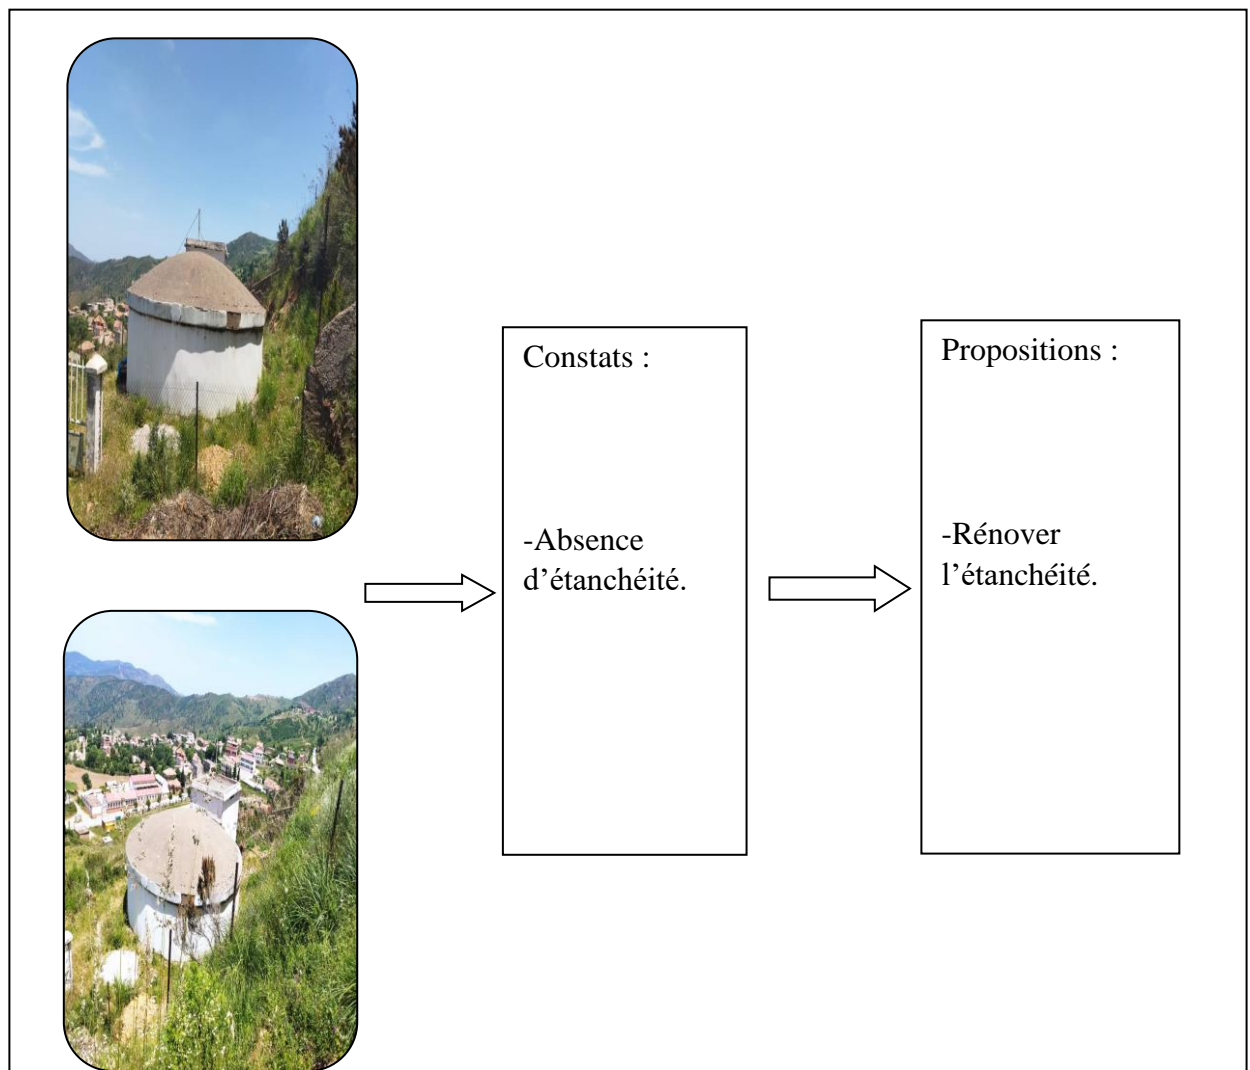 Constats :
-Absence
d’étanchéité.
Propositions :
-Rénover
l’étanchéité.